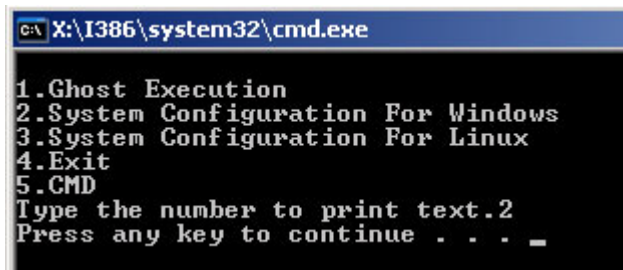 X:\I386\system32\cmd.exe
1.Ghost Execution
2.System Configuration For Windows
3.System Configuration For Linux
4.Exit
5.CMD
Type the number to print text.2
Press any key to continue . . . _